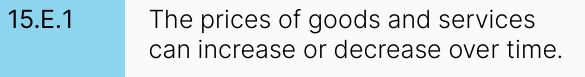 15.E.1 The prices of goods and services
can increase or decrease over time.